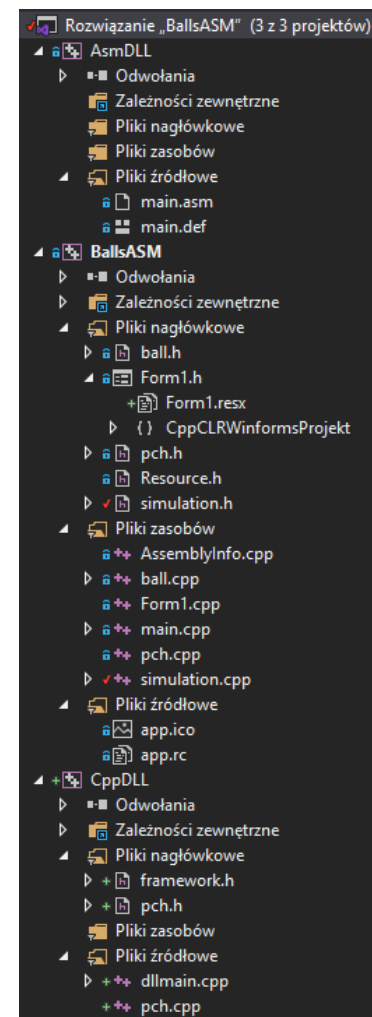 Rozwiązanie „BallsASM" (3 z 3 projektów)
AsmDLL
Odwołania
Zależności zewnętrzne
Pliki nagłówkowe
Pliki zasobów
Pliki źródłowe
main.asm
main.def
BallsASM
Odwołania
Zależności zewnętrzne
Pliki nagłówkowe
ball.h
Form1.h
Form1.resx
{ } CppCLRWinformsProjekt
pch.h
Resource.h
simulation.h
Pliki zasobów
AssemblyInfo.cpp
ball.cpp
Form1.cpp
main.cpp
pch.cpp
simulation.cpp
Pliki źródłowe
app.ico
app.rc
CppDLL
Odwołania
Zależności zewnętrzne
Pliki nagłówkowe
framework.h
pch.h
Pliki zasobów
Pliki źródłowe
dllmain.cpp
pch.cpp